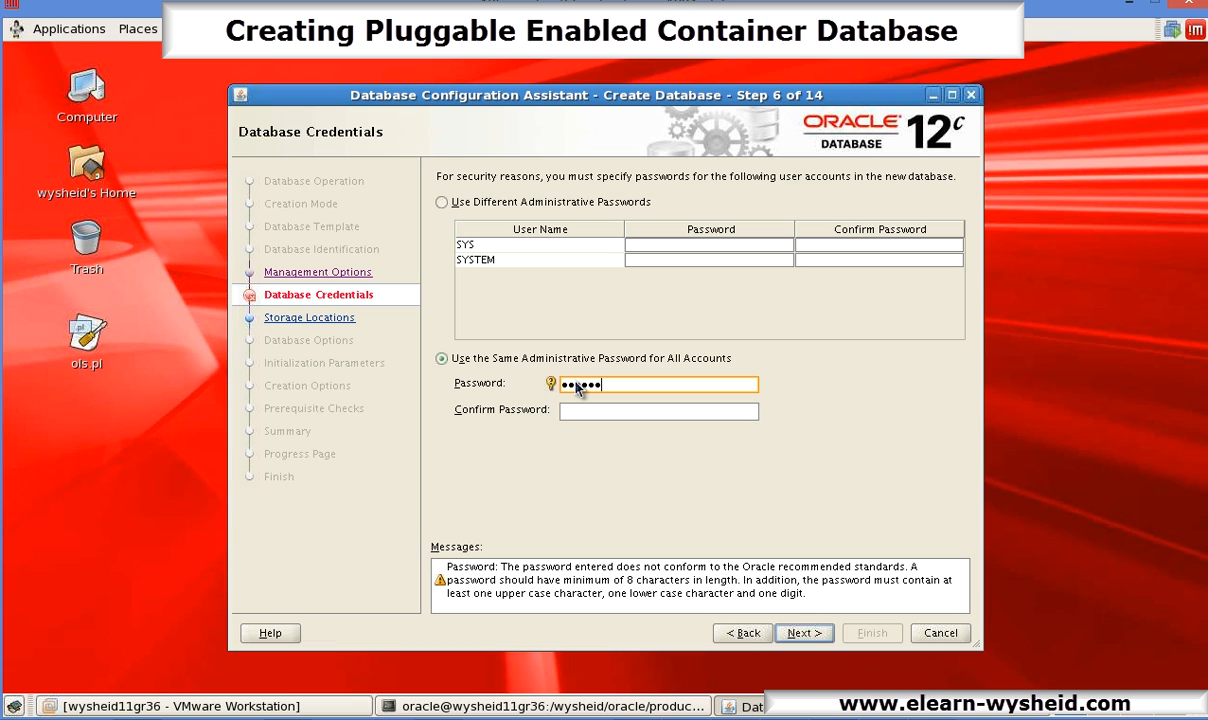 Creating Pluggable Enabled Container Database
Applications Places
Computer
wysheid's Home
Trash
ols pl
Database Configuration Assistant - Create Database - Step 6 of 14
Database Credentials
ORACLE
DATABASE
12c
Database Operation
Creation Mode
Database Template
Database Identification
Management Options
Database Credentials
Storage Locations
Database Options
Initialization Parameters
Creation Options
Prerequisite Checks
Summary
Progress Page
Finish
For security reasons, you must specify passwords for the following user accounts in the new database.
Use Different Administrative Passwords
User Name Password Confirm Password
SYS
SYSTEM
Use the Same Administrative Password for All Accounts
Password: ••••••
Confirm Password:
Messages:
Password: The password entered does not conform to the Oracle recommended standards. A
password should have minimum of 8 characters in length. In addition, the password must contain at
least one upper case character, one lower case character and one digit.
Help < Back Next > Finish Cancel
[wysheid11gr36 - VMware Workstation] oracle@wysheid11gr36:/wysheid/oracle/produc... Dat
www.elearn-wysheid.com